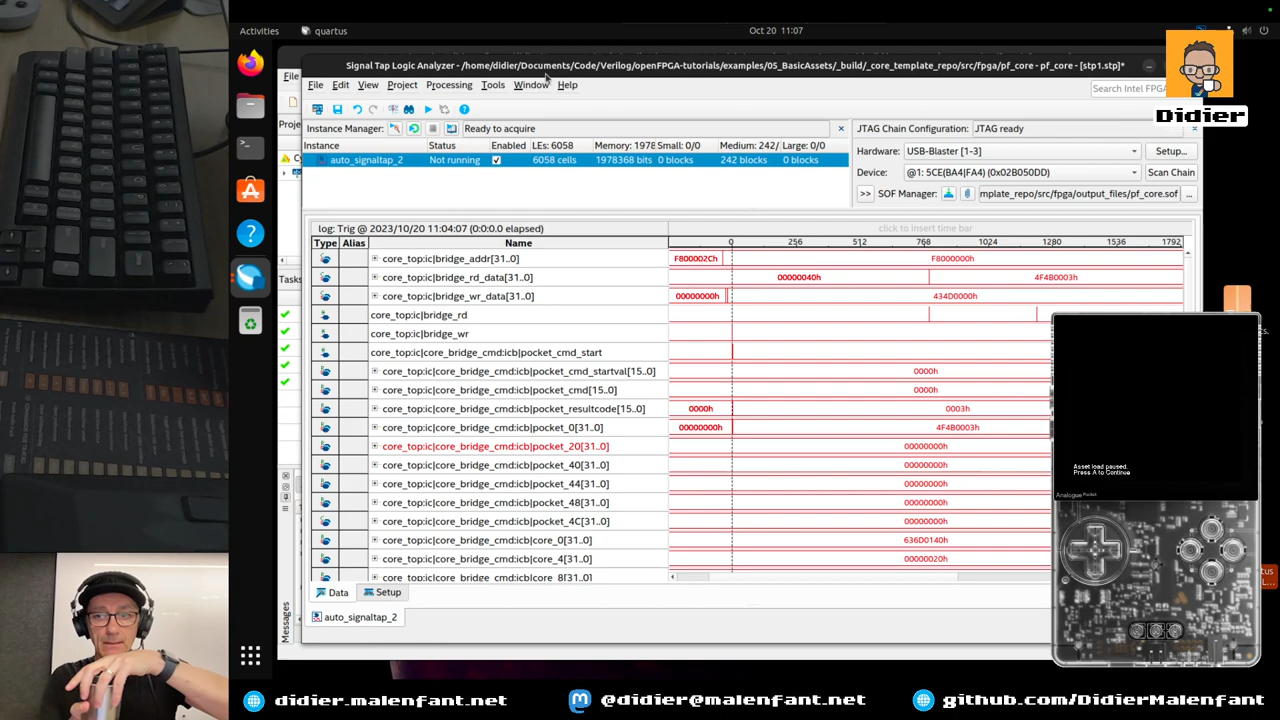 Activities
quartus
Oct 20 11:07
Signal Tap Logic Analyzer - /home/didier/Documents/Code/Verilog/openFPGA-tutorials/examples/05_BasicAssets/_build/_core_template_repo/src/fpga/pf_core - pf_core - [stp1.stp]*
File Edit View Project Processing Tools Window Help
Search Intel FPGA
Didier
Instance Manager: Ready to acquire
JTAG Chain Configuration: JTAG ready
Instance Status Enabled LEs: 6058 Memory: 1978 Small: 0/0 Medium: 242/ Large: 0/0
auto_signaltap_2 Not running 6058 cells 1978368 bits 0 blocks 242 blocks 0 blocks
Hardware: USB-Blaster [1-3] Setup...
Device: @1: 5CE(BA4|FA4) (0x02B050DD) Scan Chain
>> SOF Manager: mplate_repo/src/fpga/output_files/pf_core.sof ...
Tasks
log: Trig @ 2023/10/20 11:04:07 (0:0:0.0 elapsed) click to insert time bar
Type Alias Name 0 256 512 768 1024 1280 1536 1792
core_top:ic|bridge_addr[31..0] F800002Ch F800000h
core_top:ic|bridge_rd_data[31..0] 00000040h 4F4B0003h
core_top:ic|bridge_wr_data[31..0] 00000000h 434D0000h
core_top:ic|bridge_rd
core_top:ic|bridge_wr
core_top:ic|core_bridge_cmd:icb|pocket_cmd_start
core_top:ic|core_bridge_cmd:icb|pocket_cmd_startval[15..0] 0000h
core_top:ic|core_bridge_cmd:icb|pocket_cmd[15..0] 0000h
core_top:ic|core_bridge_cmd:icb|pocket_resultcode[15..0] 0000h 0003h
core_top:ic|core_bridge_cmd:icb|pocket_0[31..0] 00000000h 4F4B0003h
core_top:ic|core_bridge_cmd:icb|pocket_20[31..0] 00000000h
core_top:ic|core_bridge_cmd:icb|pocket_40[31..0] 00000000h
core_top:ic|core_bridge_cmd:icb|pocket_44[31..0] 00000000h
core_top:ic|core_bridge_cmd:icb|pocket_48[31..0] 00000000h
core_top:ic|core_bridge_cmd:icb|pocket_4C[31..0] 00000000h
core_top:ic|core_bridge_cmd:icb|core_0[31..0] 636D0140h
core_top:ic|core_bridge_cmd:icb|core_4[31..0] 00000020h
core_top:ic|core_bridge_cmd:icb|core_8[31..0]
Asset load paused.
Press A to Continue
Analogue Pocket
Data Setup
auto_signaltap_2
Messages
didier.malenfant.net
@didier@malenfant.net
github.com/DidierMalenfant